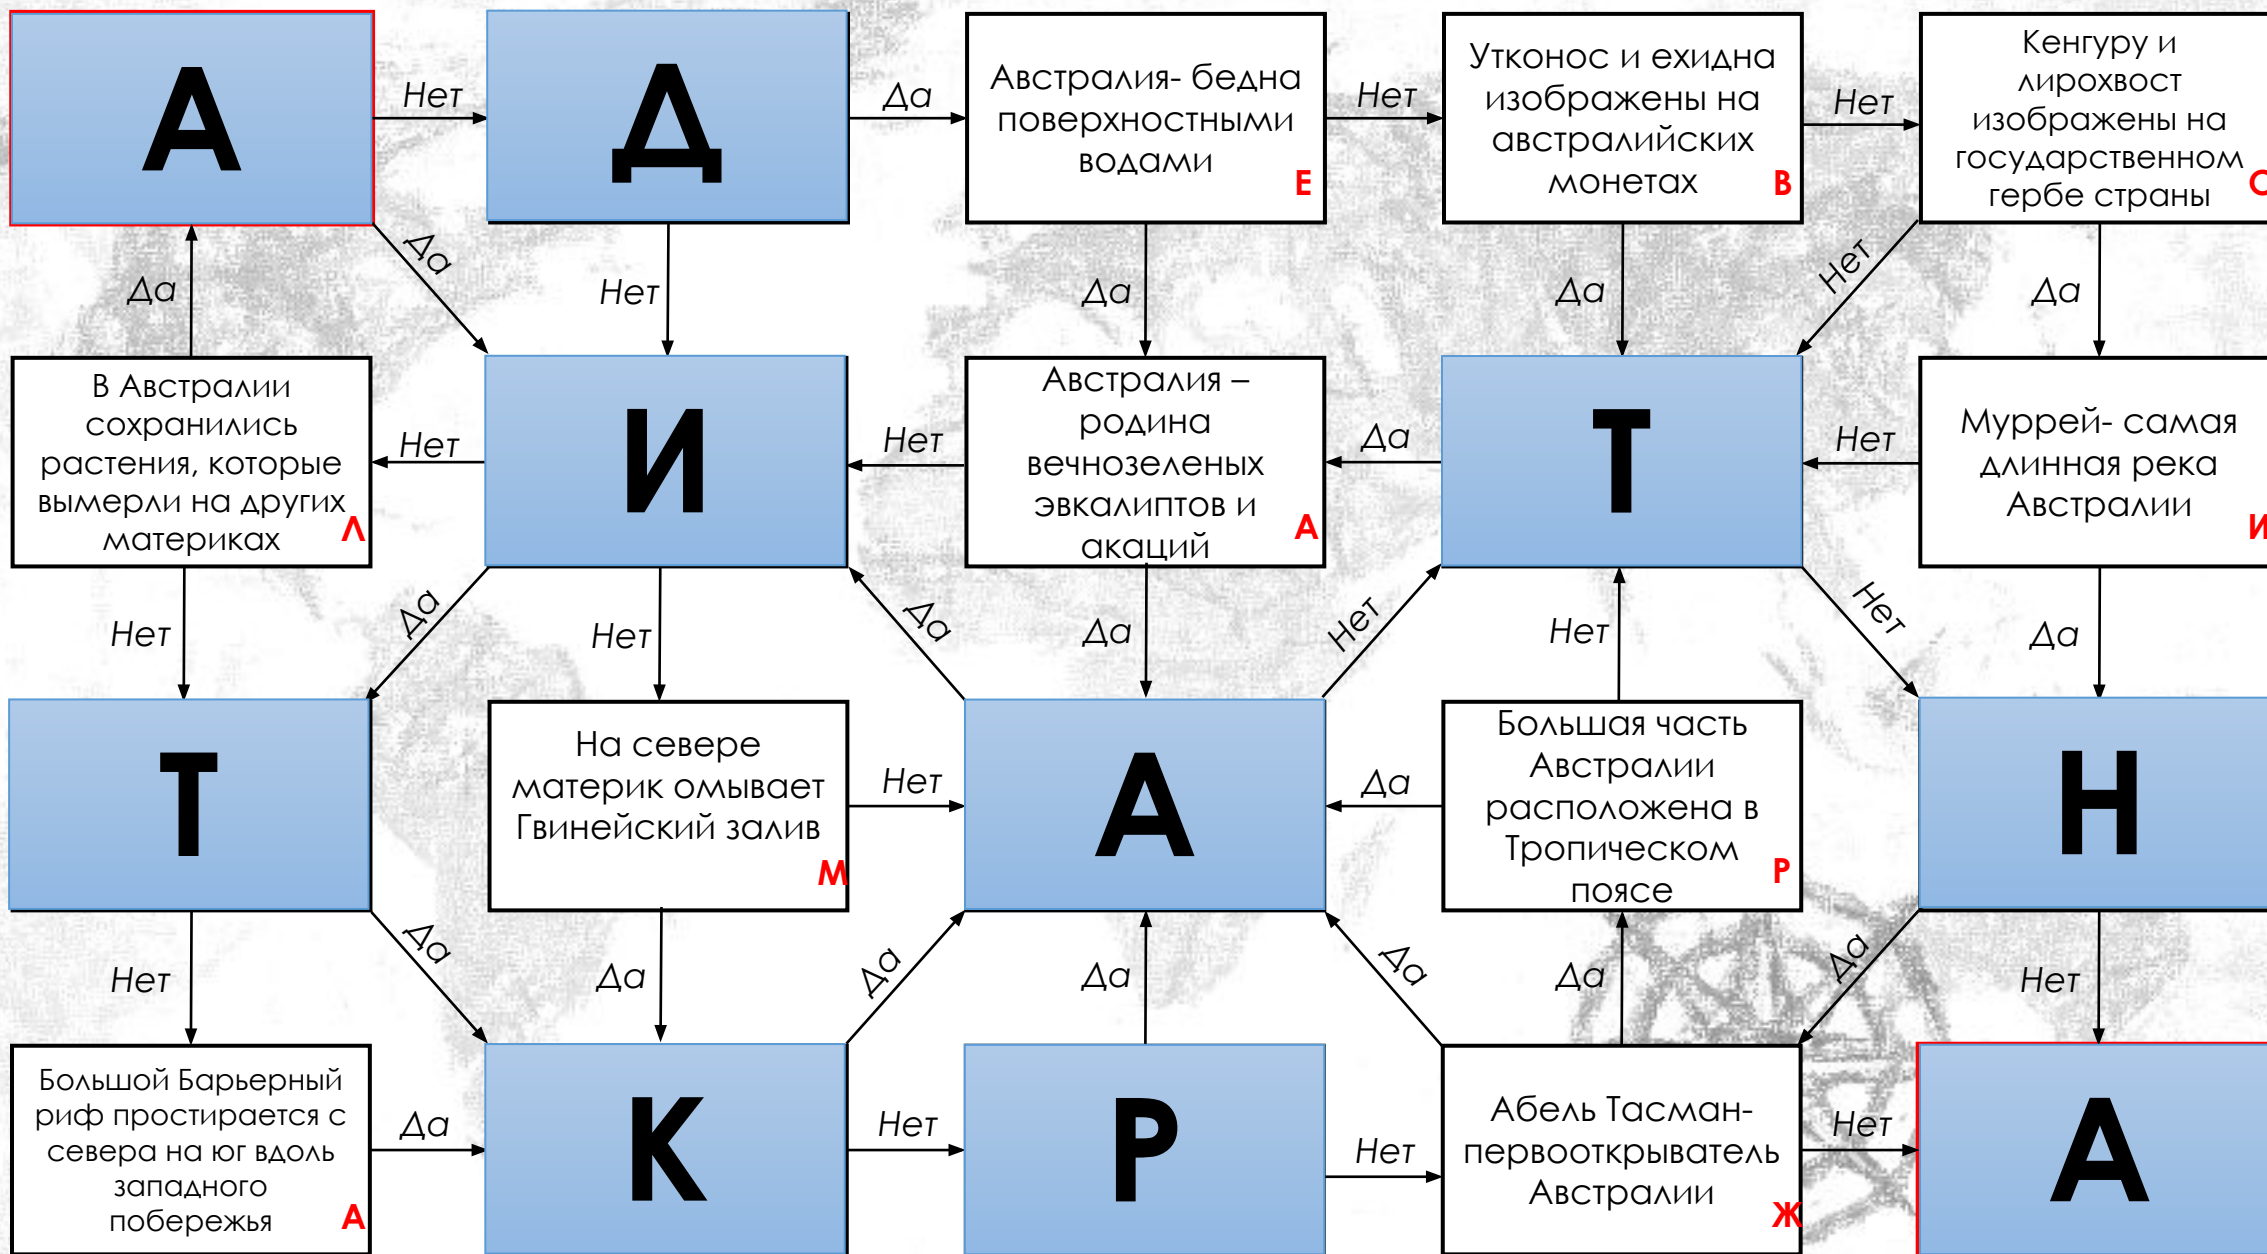 А
Нет
Д
Да
Австралия- бедна
поверхностными
водами
Е
Нет
Утконос и ехидна
изображены на
австралийских
монетах
В
Нет
Кенгуру и
лирохвост
изображены на
государственном
гербе страны
О
Да
Да
Нет
Да
Да
Нет
Да
В Австралии
сохранились
растения, которые
вымерли на других
материках
Л
Нет
И
Нет
Австралия –
родина
вечнозеленых
эвкалиптов и
акаций
А
Да
Т
Нет
Муррей- самая
длинная река
Австралии
И
Нет
Да
Нет
Да
Да
Нет
Нет
Нет
Да
Т
На севере
материк омывает
Гвинейский залив
М
Нет
А
Да
Большая часть
Австралии
расположена в
Тропическом
поясе
Р
Н
Нет
Да
Да
Да
Да
Да
Да
Да
Нет
Большой Барьерный
риф простирается с
севера на юг вдоль
западного
побережья
А
Да
К
Нет
Р
Нет
Абель Тасман-
первооткрыватель
Австралии
Ж
Нет
А